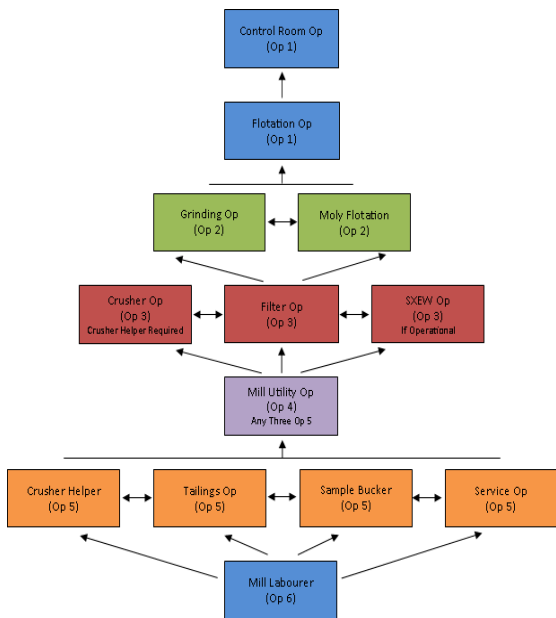 Control Room Op
(Op 1)
Flotation Op
(Op 1)
Grinding Op
(Op 2)
Moly Flotation
(Op 2)
Crusher Op
(Op 3)
Crusher Helper Required
Filter Op
(Op 3)
SXEW Op
(Op 3)
If Operational
Mill Utility Op
(Op 4)
Any Three Op 5
Crusher Helper
(Op 5)
Tailings Op
(Op 5)
Sample Bucker
(Op 5)
Service Op
(Op 5)
Mill Labourer
(Op 6)